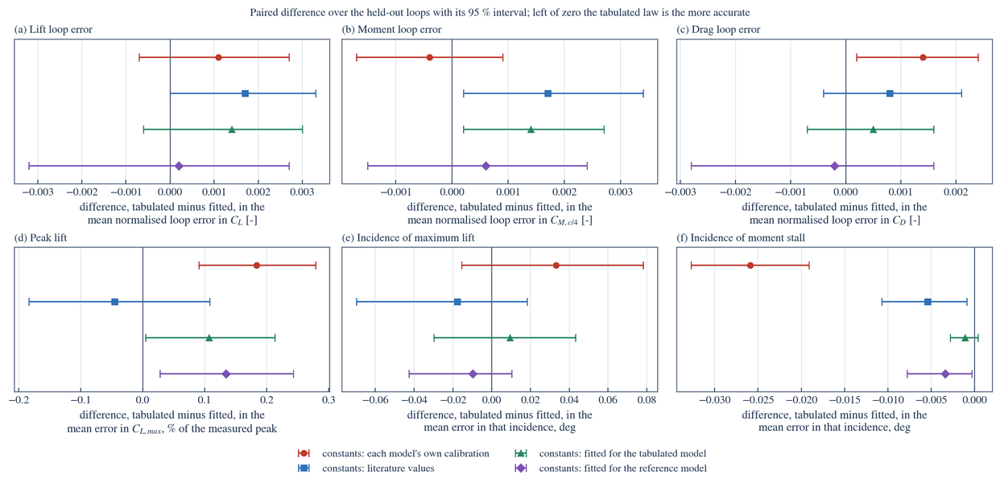 Paired difference over the held-out loops with its 95 % interval; left of zero the tabulated law is the more accurate
(a) Lift loop error
(b) Moment loop error
(c) Drag loop error
−0.003 −0.002 −0.001 0.000 0.001 0.002 0.003
−0.001 0.000 0.001 0.002 0.003
−0.003 −0.002 −0.001 0.000 0.001 0.002
difference, tabulated minus fitted, in the
mean normalised loop error in C_L [-]
difference, tabulated minus fitted, in the
mean normalised loop error in C_{M,c/4} [-]
difference, tabulated minus fitted, in the
mean normalised loop error in C_D [-]
(d) Peak lift
(e) Incidence of maximum lift
(f) Incidence of moment stall
−0.2 −0.1 0.0 0.1 0.2 0.3
−0.06 −0.04 −0.02 0.00 0.02 0.04 0.06 0.08
−0.030 −0.025 −0.020 −0.015 −0.010 −0.005 0.000
difference, tabulated minus fitted, in the
mean error in C_{L,max}, % of the measured peak
difference, tabulated minus fitted, in the
mean error in that incidence, deg
difference, tabulated minus fitted, in the
mean error in that incidence, deg
constants: each model's own calibration
constants: literature values
constants: fitted for the tabulated model
constants: fitted for the reference model